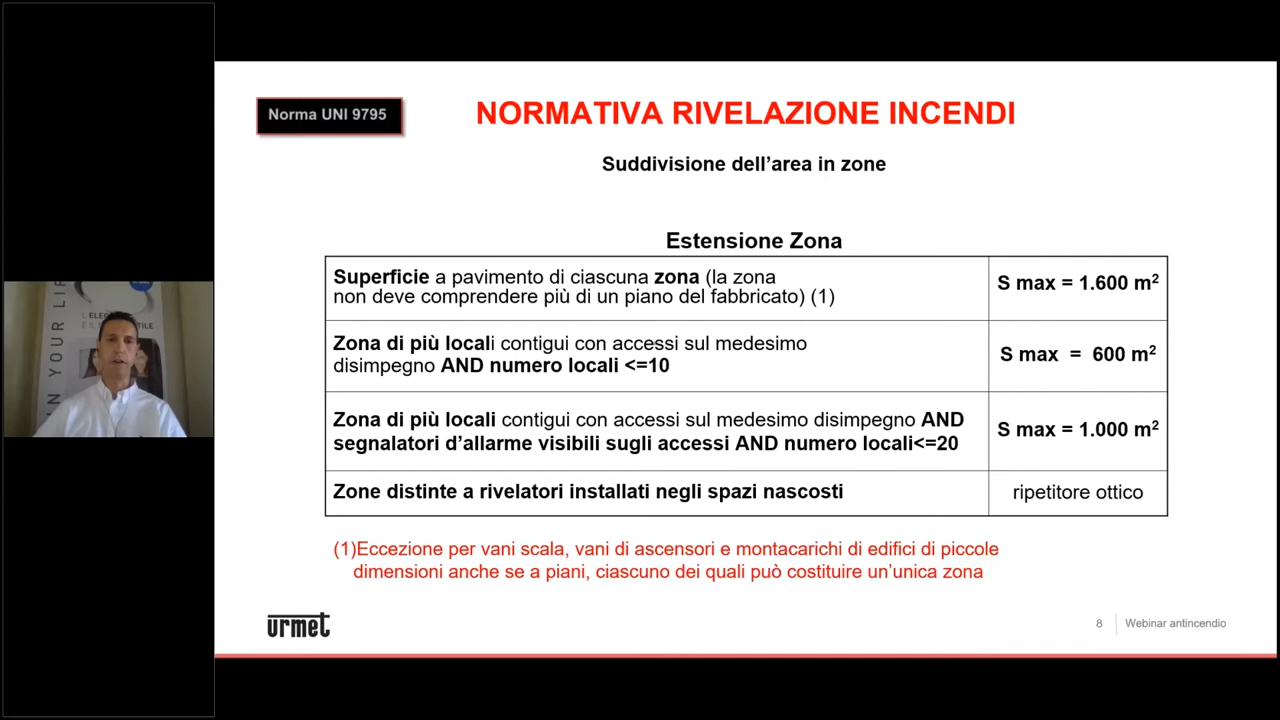 Norma UNI 9795
NORMATIVA RIVELAZIONE INCENDI
Suddivisione dell’area in zone
Estensione Zona
Superficie a pavimento di ciascuna zona (la zona
non deve comprendere più di un piano del fabbricato) (1)
S max = 1.600 m²
Zona di più locali contigui con accessi sul medesimo
disimpegno AND numero locali <=10
S max = 600 m²
Zona di più locali contigui con accessi sul medesimo disimpegno AND
segnalatori d’allarme visibili sugli accessi AND numero locali<=20
S max = 1.000 m²
Zone distinte a rivelatori installati negli spazi nascosti
ripetitore ottico
(1)Eccezione per vani scala, vani di ascensori e montacarichi di edifici di piccole
dimensioni anche se a piani, ciascuno dei quali può costituire un’unica zona
urmet
8
Webinar antincendio
IN YOUR LIF